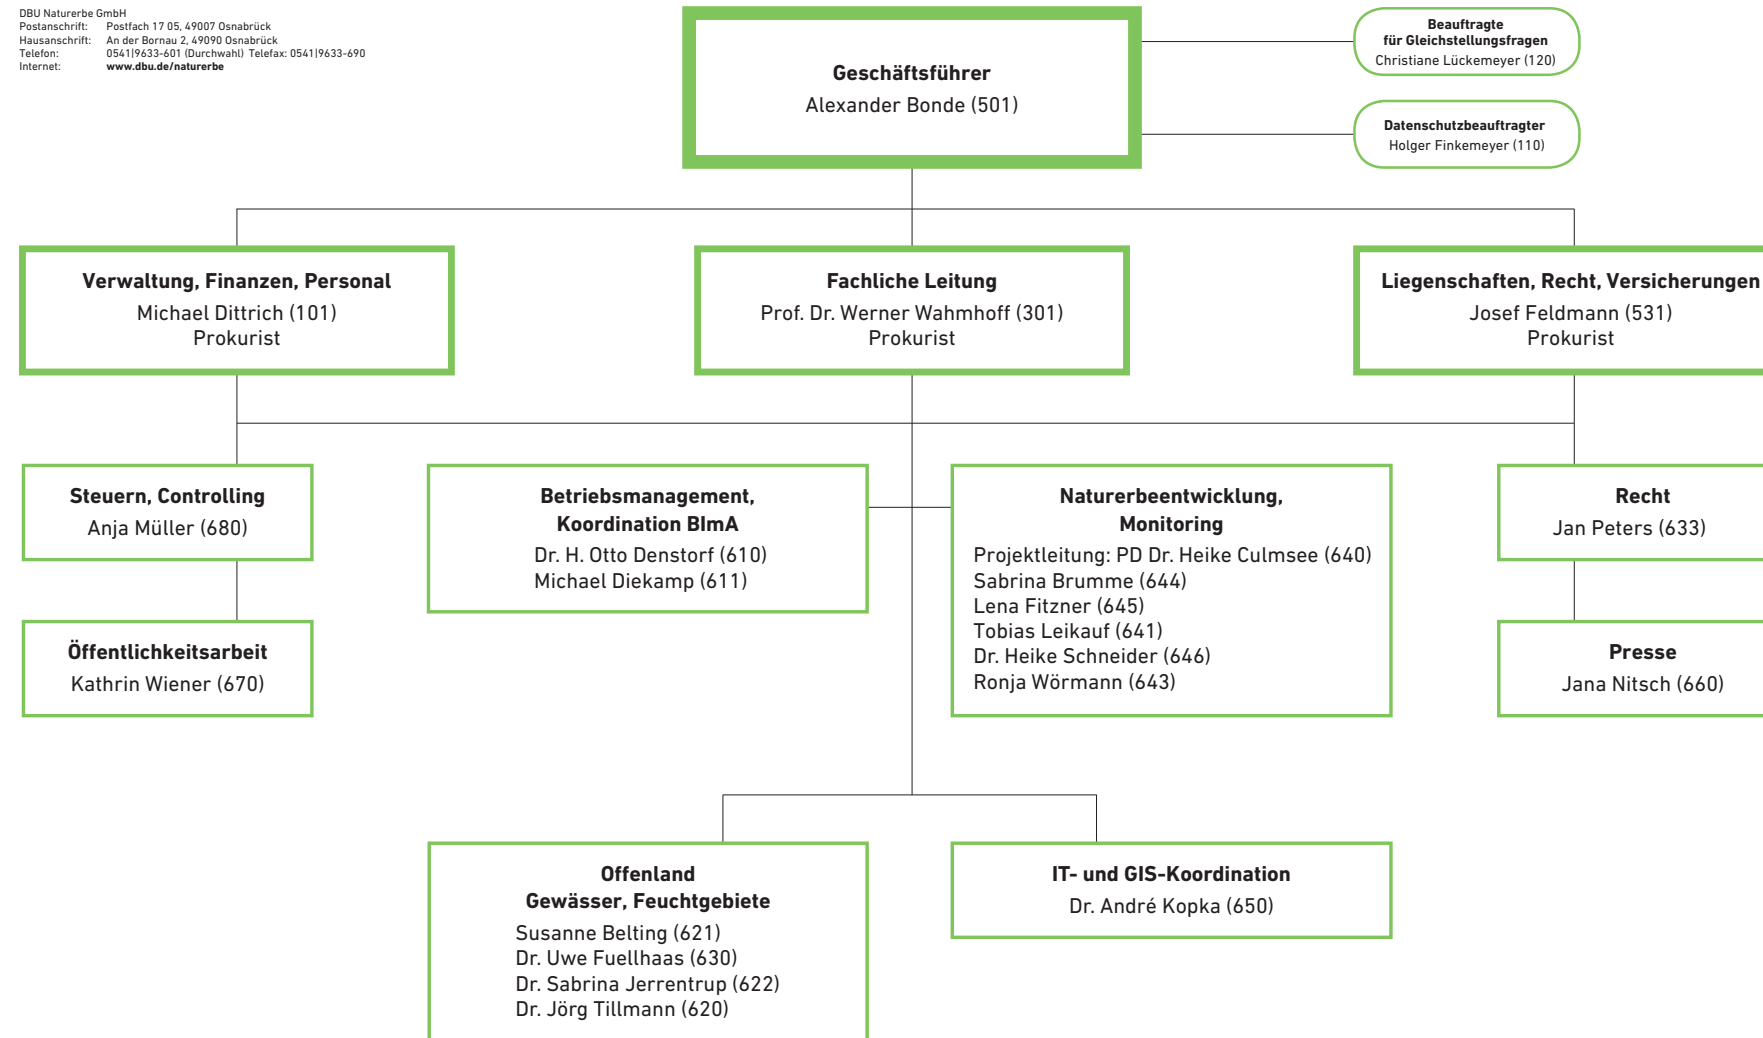 DBU Naturerbe GmbH
Postanschrift: Postfach 17 05, 49007 Osnabrück
Hausanschrift: An der Bornau 2, 49090 Osnabrück
Telefon: 0541|9633-601 (Durchwahl) Telefax: 0541|9633-690
Internet: www.dbu.de/naturerbe
Geschäftsführer
Alexander Bonde (501)
Beauftragte
für Gleichstellungsfragen
Christiane Lückemeyer (120)
Datenschutzbeauftragter
Holger Finkemeyer (110)
Verwaltung, Finanzen, Personal
Michael Dittrich (101)
Prokurist
Fachliche Leitung
Prof. Dr. Werner Wahmhoff (301)
Prokurist
Liegenschaften, Recht, Versicherungen
Josef Feldmann (531)
Prokurist
Steuern, Controlling
Anja Müller (680)
Betriebsmanagement,
Koordination BImA
Dr. H. Otto Denstorf (610)
Michael Diekamp (611)
Naturerbeentwicklung,
Monitoring
Projektleitung: PD Dr. Heike Culmsee (640)
Sabrina Brumme (644)
Lena Fitzner (645)
Tobias Leikauf (641)
Dr. Heike Schneider (646)
Ronja Wörmann (643)
Recht
Jan Peters (633)
Öffentlichkeitsarbeit
Kathrin Wiener (670)
Presse
Jana Nitsch (660)
Offenland
Gewässer, Feuchtgebiete
Susanne Belting (621)
Dr. Uwe Fuellhaas (630)
Dr. Sabrina Jerrentrup (622)
Dr. Jörg Tillmann (620)
IT- und GIS-Koordination
Dr. André Kopka (650)